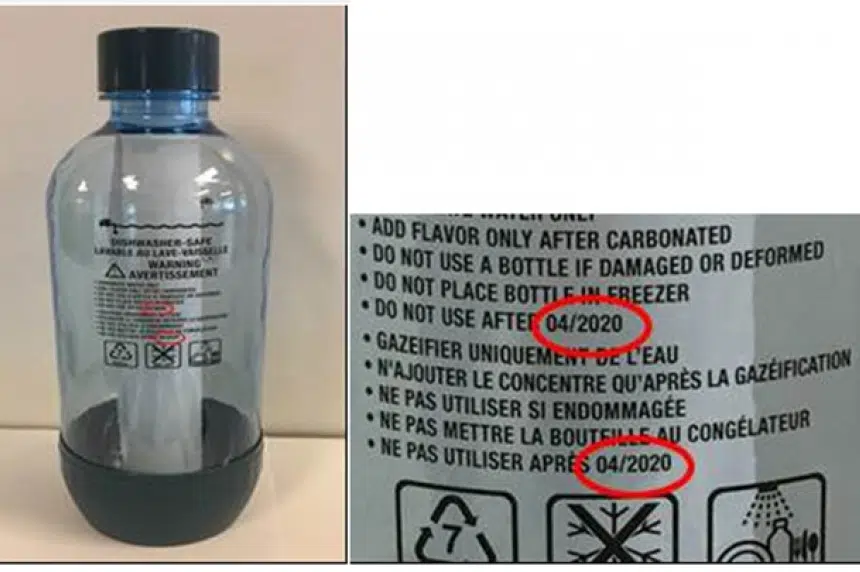 DISHWASHER-SAFE
LAVABLE AU LAVE-VAISSELLE
WARNING
AVERTISSEMENT
WATER ONLY
• ADD FLAVOR ONLY AFTER CARBONATED
• DO NOT USE A BOTTLE IF DAMAGED OR DEFORMED
• DO NOT PLACE BOTTLE IN FREEZER
• DO NOT USE AFTER 04/2020
• GAZEIFIER UNIQUEMENT DE L'EAU
• N'AJOUTER LE CONCENTRE QU'APRÈS LA GAZÉIFICATION
• NE PAS UTILISER SI ENDOMMAGÉE
• NE PAS METTRE LA BOUTEILLE AU CONGÉLATEUR
• NE PAS UTILISER APRÈS 04/2020
7